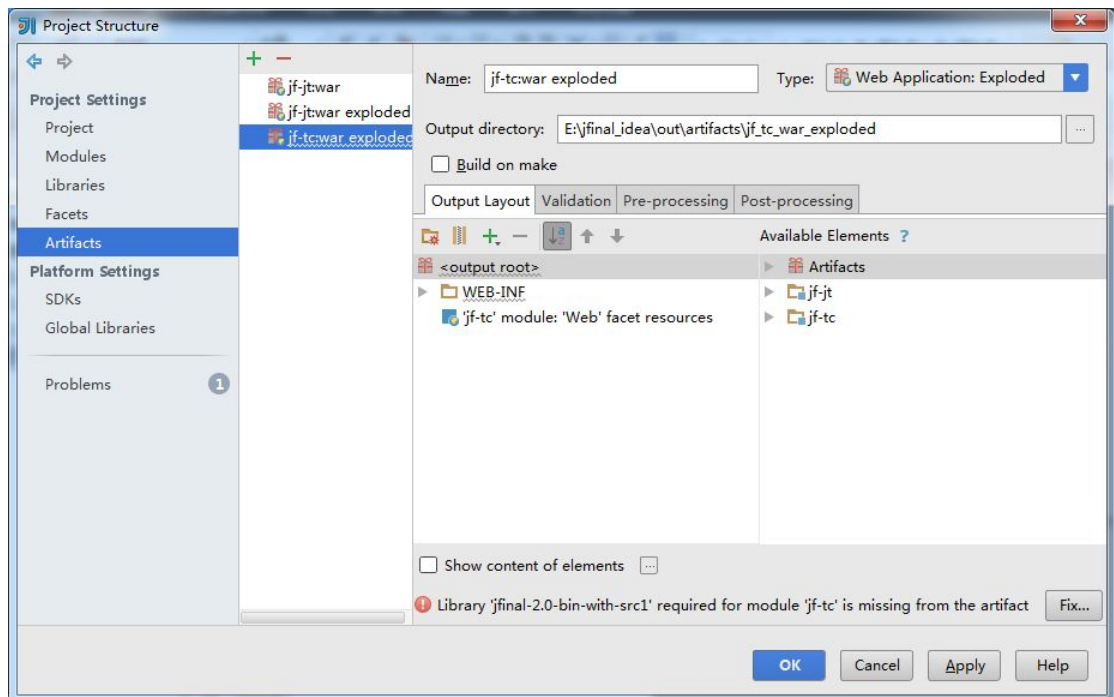 Project Structure
Project Settings
Project
Modules
Libraries
Facets
Artifacts
Platform Settings
SDKs
Global Libraries
Problems
1
jf-jt:war
jf-jt:war exploded
jf-tc:war exploded
Name: jf-tc:war exploded Type: Web Application: Exploded
Output directory: E:\jfinal_idea\out\artifacts\jf_tc_war_exploded ...
Build on make
Output Layout Validation Pre-processing Post-processing
Available Elements ?
<output root>
WEB-INF
'jf-tc' module: 'Web' facet resources
Artifacts
jf-jt
jf-tc
Show content of elements ...
Library 'jfinal-2.0-bin-with-src1' required for module 'jf-tc' is missing from the artifact Fix...
OK Cancel Apply Help